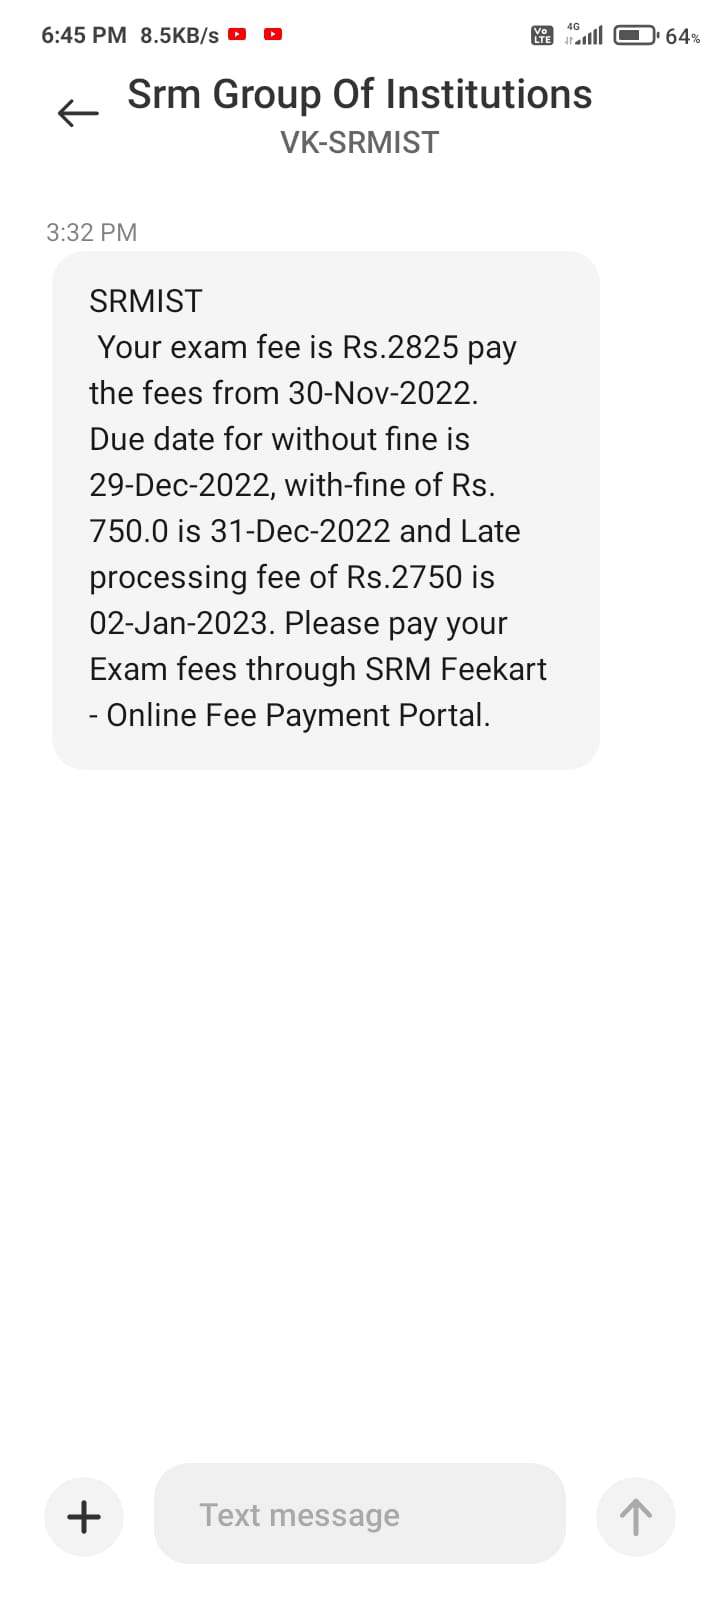 6:45 PM 8.5KB/s Vo LTE 4G 64%
Srm Group Of Institutions
VK-SRMIST
3:32 PM
SRMIST
Your exam fee is Rs.2825 pay
the fees from 30-Nov-2022.
Due date for without fine is
29-Dec-2022, with-fine of Rs.
750.0 is 31-Dec-2022 and Late
processing fee of Rs.2750 is
02-Jan-2023. Please pay your
Exam fees through SRM Feekart
- Online Fee Payment Portal.
Text message